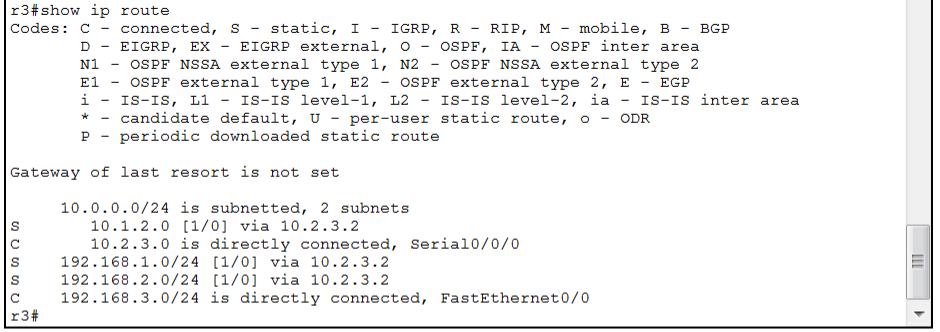 r3#show ip route
Codes: C - connected, S - static, I - IGRP, R - RIP, M - mobile, B - BGP
       D - EIGRP, EX - EIGRP external, O - OSPF, IA - OSPF inter area
       N1 - OSPF NSSA external type 1, N2 - OSPF NSSA external type 2
       E1 - OSPF external type 1, E2 - OSPF external type 2, E - EGP
       i - IS-IS, L1 - IS-IS level-1, L2 - IS-IS level-2, ia - IS-IS inter area
       * - candidate default, U - per-user static route, o - ODR
       P - periodic downloaded static route

Gateway of last resort is not set

     10.0.0.0/24 is subnetted, 2 subnets
S       10.1.2.0 [1/0] via 10.2.3.2
C       10.2.3.0 is directly connected, Serial0/0/0
S    192.168.1.0/24 [1/0] via 10.2.3.2
S    192.168.2.0/24 [1/0] via 10.2.3.2
C    192.168.3.0/24 is directly connected, FastEthernet0/0
r3#